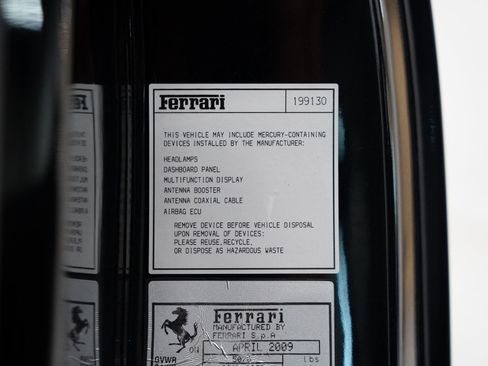 Ferrari 199130
THIS VEHICLE MAY INCLUDE MERCURY-CONTAINING
DEVICES INSTALLED BY THE MANUFACTURER:
HEADLAMPS
DASHBOARD PANEL
MULTIFUNCTION DISPLAY
ANTENNA BOOSTER
ANTENNA COAXIAL CABLE
AIRBAG ECU
REMOVE DEVICE BEFORE VEHICLE DISPOSAL
UPON REMOVAL OF DEVICES:
PLEASE REUSE,RECYCLE,
OR DISPOSE AS HAZARDOUS WASTE
Ferrari
MANUFACTURED BY
FERRARI S.p.A
ON APRIL 2009
GVWR lbs